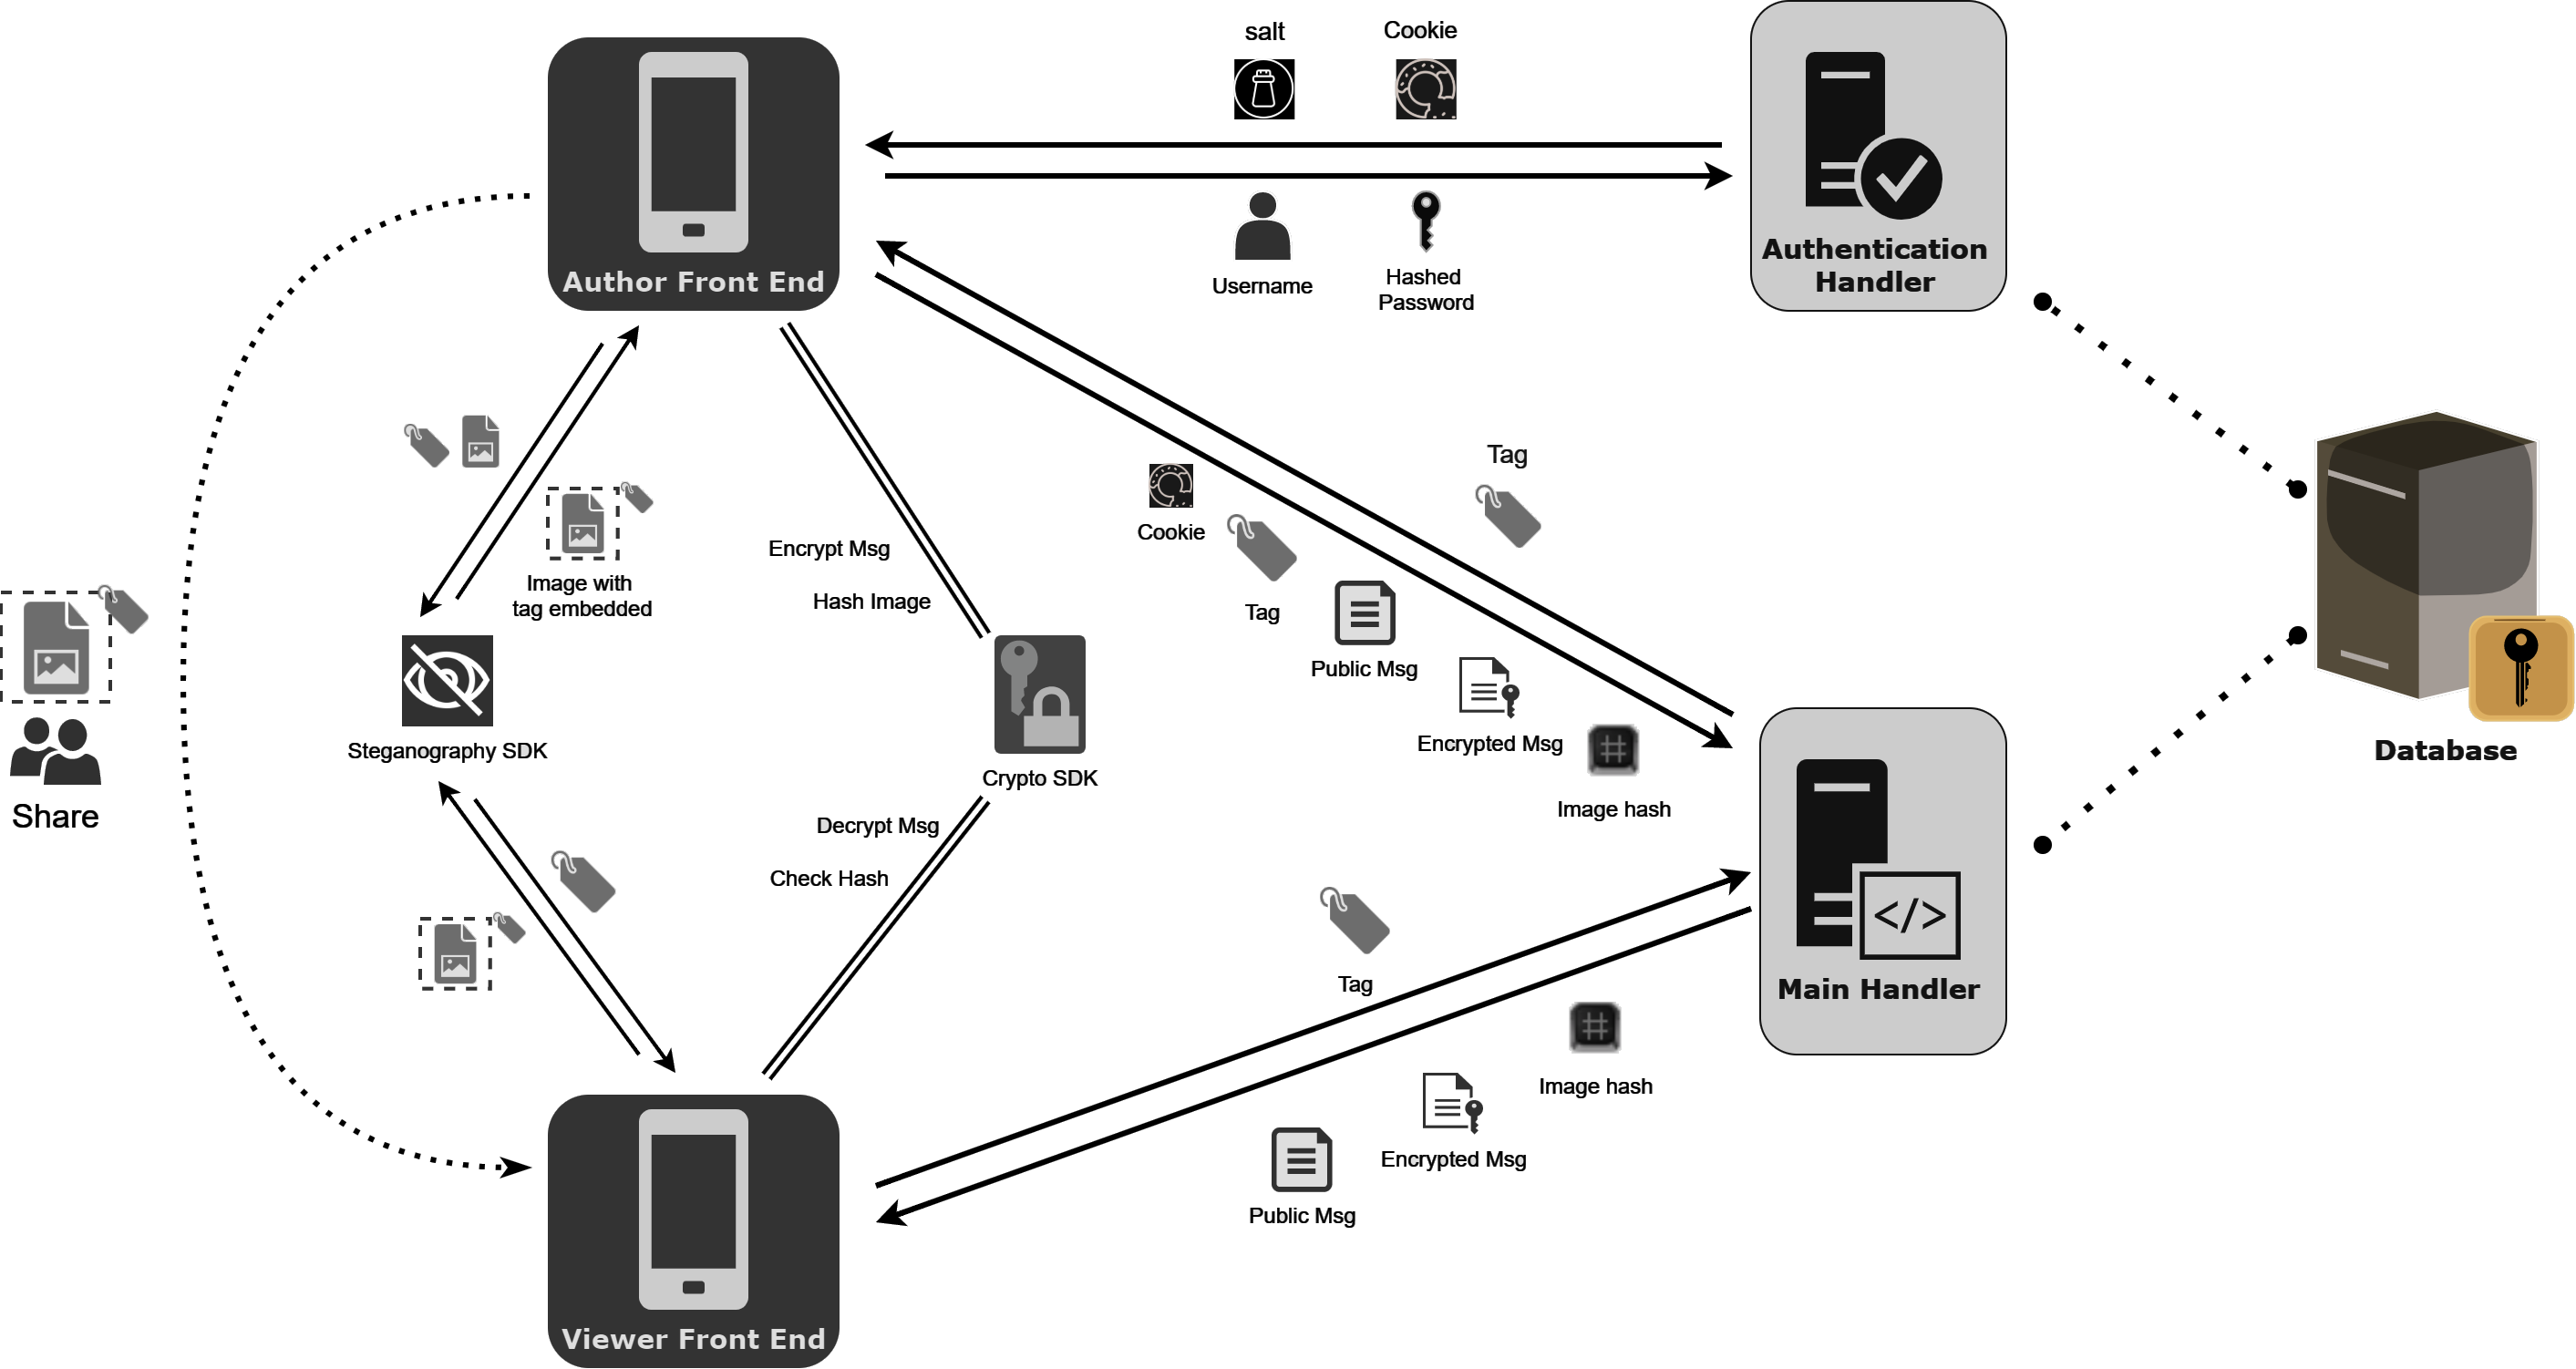 salt
Cookie
Author Front End
Username
Hashed
Password
Authentication
Handler
Tag
Cookie
Encrypt Msg
Image with
tag embedded
Hash Image
Tag
Public Msg
Steganography SDK
Crypto SDK
Encrypted Msg
Database
Share
Image hash
Decrypt Msg
Check Hash
</>
Tag
Main Handler
Image hash
Encrypted Msg
Public Msg
Viewer Front End